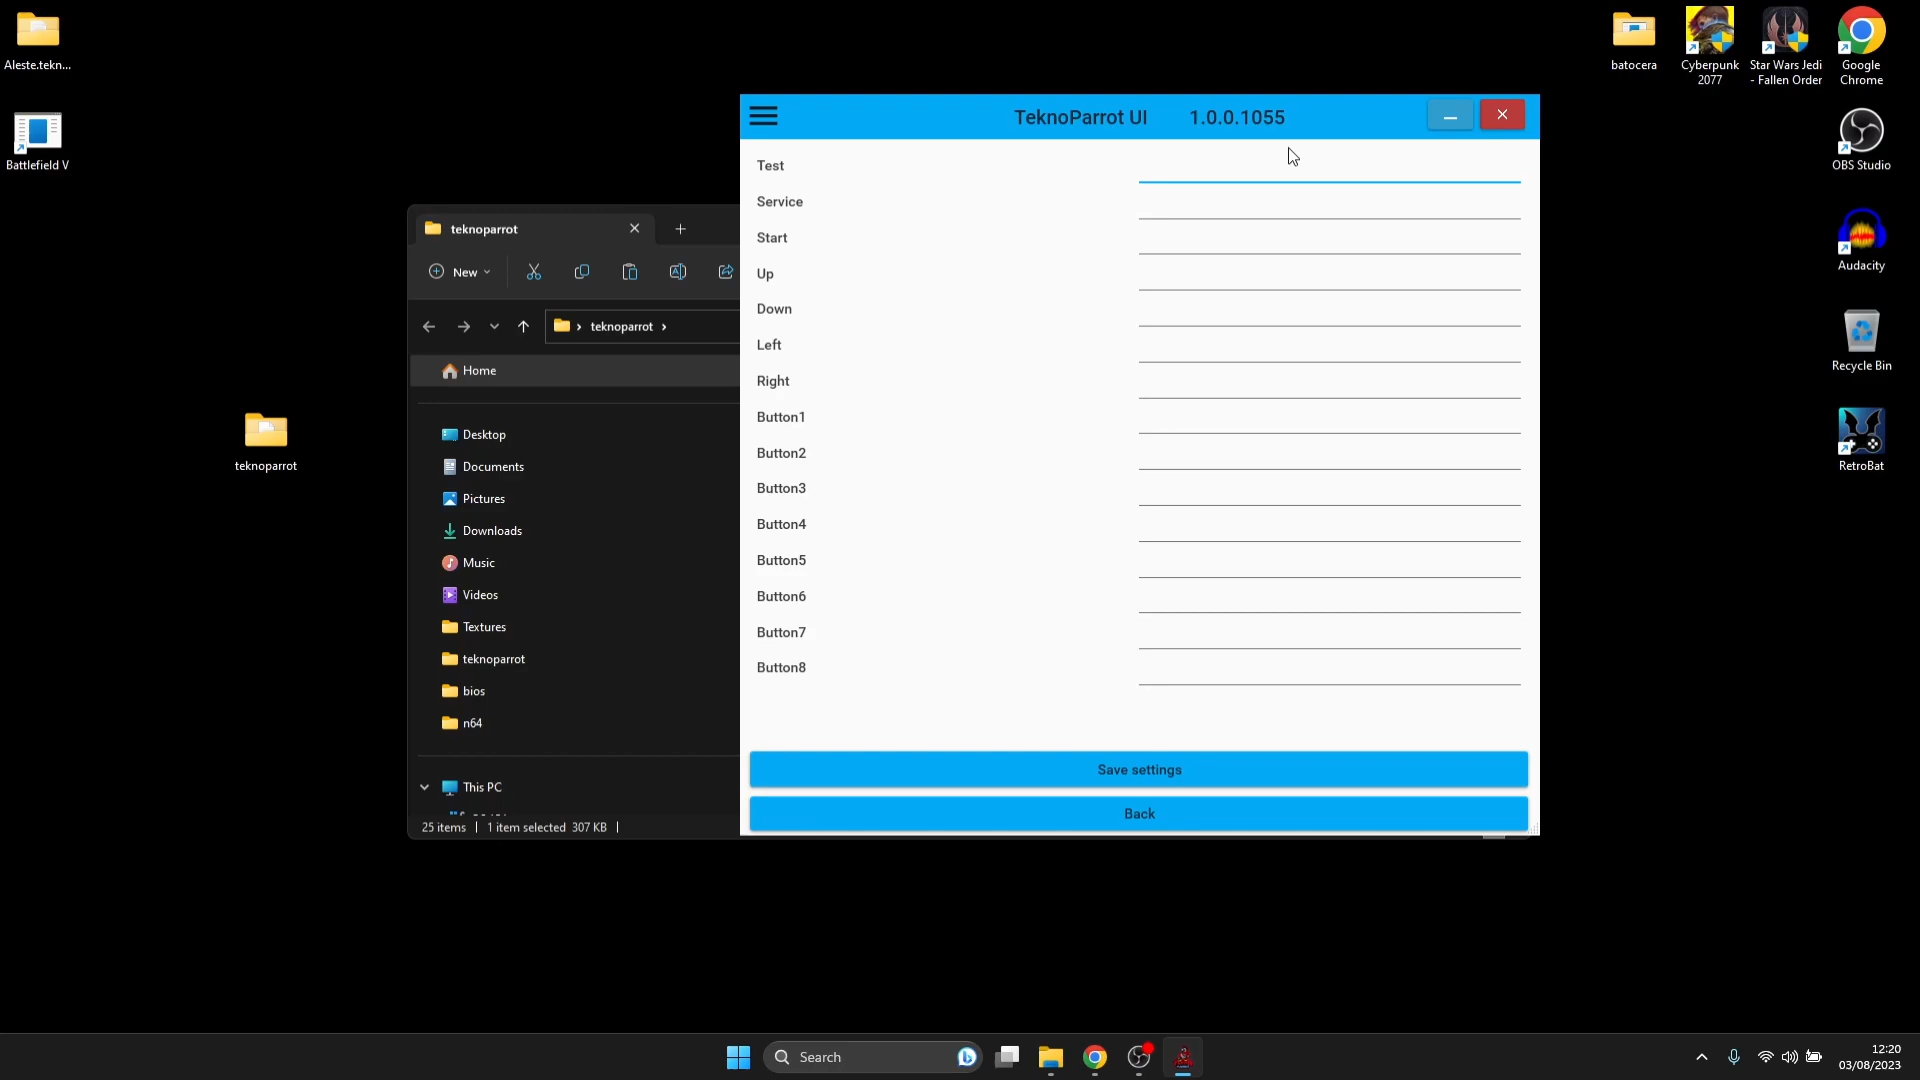 Aleste.tekn...
Battlefield V
teknoparrot
batocera
Cyberpunk
2077
Star Wars Jedi
- Fallen Order
Google
Chrome
OBS Studio
Audacity
Recycle Bin
RetroBat
teknoparrot
New
teknoparrot
Home
Desktop
Documents
Pictures
Downloads
Music
Videos
Textures
teknoparrot
bios
n64
This PC
25 items
1 item selected 307 KB
TeknoParrot UI 1.0.0.1055
Test
Service
Start
Up
Down
Left
Right
Button1
Button2
Button3
Button4
Button5
Button6
Button7
Button8
Save settings
Back
Search
12:20
03/08/2023